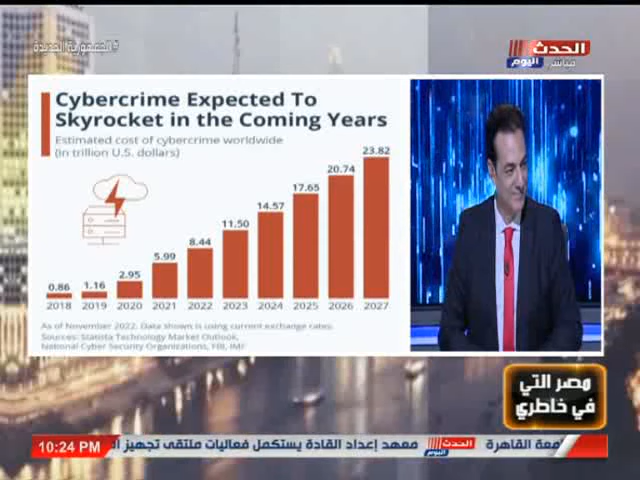 #الجمهورية الجديدة
الحدث
اليوم
مباشر
Cybercrime Expected To
Skyrocket in the Coming Years
Estimated cost of cybercrime worldwide
(in trillion U.S. dollars)
0.86
1.16
2.95
5.99
8.44
11.50
14.57
17.65
20.74
23.82
2018 2019 2020 2021 2022 2023 2024 2025 2026 2027
As of November 2022. Data shown is using current exchange rates.
Sources: Statista Technology Market Outlook,
National Cyber Security Organizations, FBI, IMF
مصر التي
في خاطري
10:24 PM
معة القاهرة
الحدث
اليوم
معهد إعداد القادة يستكمل فعاليات ملتقى تجهيز ال